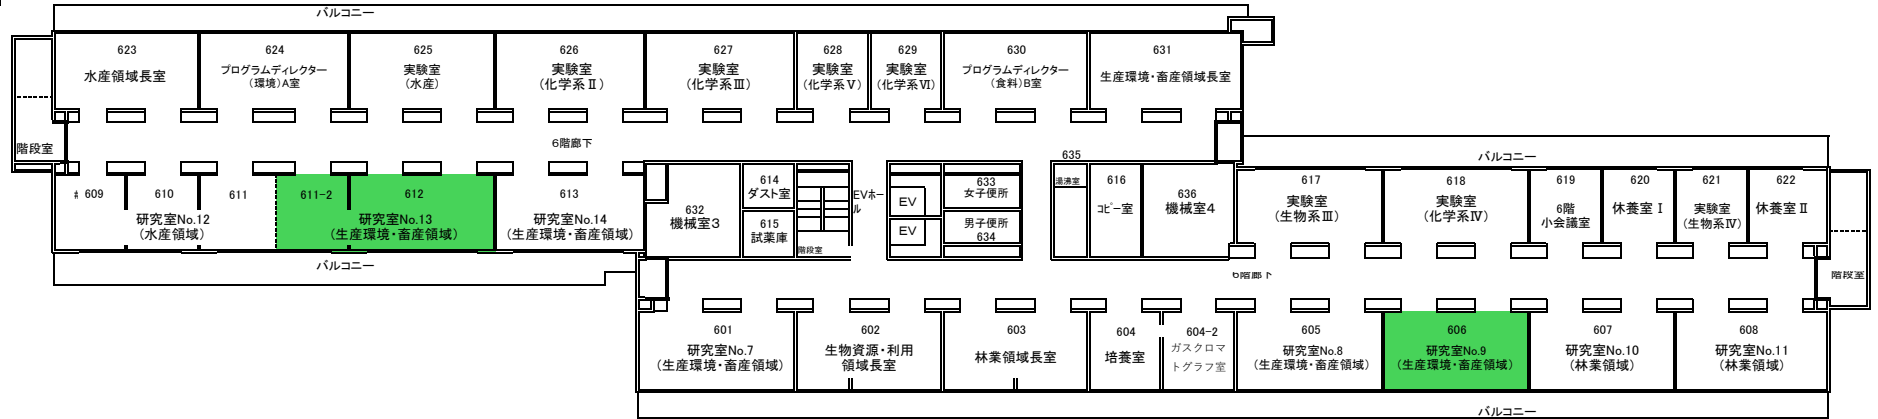 バルコニー
623
水産領域長室
624
プログラムディレクター
(環境)A室
625
実験室
(水産)
626
実験室
(化学系Ⅱ)
627
実験室
(化学系Ⅲ)
628
実験室
(化学系Ⅴ)
629
実験室
(化学系Ⅵ)
630
プログラムディレクター
(食料)B室
631
生産環境・畜産領域長室
階段室
6階廊下
635
バルコニー
609
610
研究室No.12
(水産領域)
611
611-2
612
研究室No.13
(生産環境・畜産領域)
613
研究室No.14
(生産環境・畜産領域)
632
機械室3
614
ダスト室
615
試薬庫
階段室
EVホー
ル
EV
EV
633
女子便所
男子便所
634
湯沸室
616
コピー室
636
機械室4
617
実験室
(生物系Ⅲ)
618
実験室
(化学系Ⅳ)
619
6階
小会議室
620
休養室Ⅰ
621
実験室
(生物系Ⅳ)
622
休養室Ⅱ
バルコニー
6階廊下
階段室
601
研究室No.7
(生産環境・畜産領域)
602
生物資源・利用
領域長室
603
林業領域長室
604
培養室
604-2
ガスクロマ
トグラフ室
605
研究室No.8
(生産環境・畜産領域)
606
研究室No.9
(生産環境・畜産領域)
607
研究室No.10
(林業領域)
608
研究室No.11
(林業領域)
バルコニー